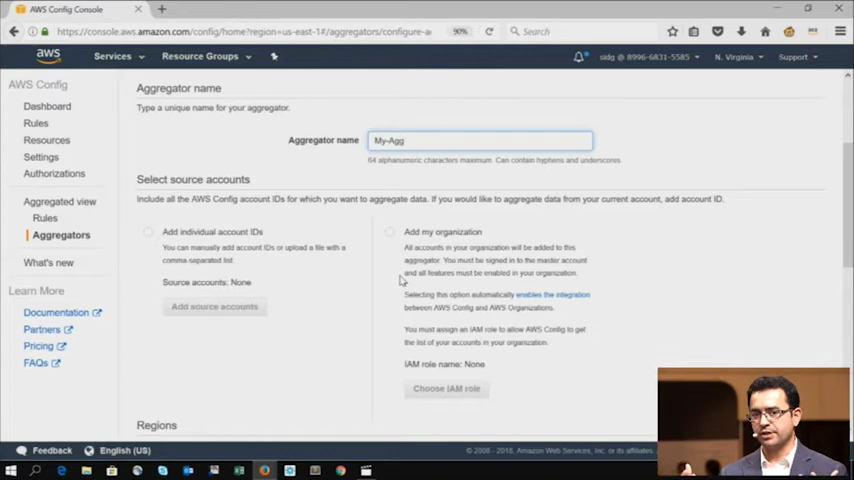 AWS Config Console
https://console.aws.amazon.com/config/home?region=us-east-1#/aggregators/configure-a
90%
Search
aws
Services
Resource Groups
sidg @ 8996-6831-5585
N. Virginia
Support
AWS Config
Dashboard
Rules
Resources
Settings
Authorizations
Aggregated view
Rules
Aggregators
What's new
Learn More
Documentation
Partners
Pricing
FAQs
Aggregator name
Type a unique name for your aggregator.
Aggregator name
My-Agg
64 alphanumeric characters maximum. Can contain hyphens and underscores.
Select source accounts
Include all the AWS Config account IDs for which you want to aggregate data. If you would like to aggregate data from your current account, add account ID.
Add individual account IDs
You can manually add account IDs or upload a file with
comma-separated list.
Source accounts: None
Add source accounts
Add my organization
All accounts in your organization will be added to this
aggregator. You must be signed in to the master account
and all features must be enabled in your organization.
Selecting this option automatically enables the integration
between AWS Config and AWS Organizations.
You must assign an IAM role to allow AWS Config to get
the list of your accounts in your organization.
IAM role name: None
Choose IAM role
Regions
Feedback
English (US)
© 2008 - 2018, Amazon Web Services, Inc. or its affiliates.